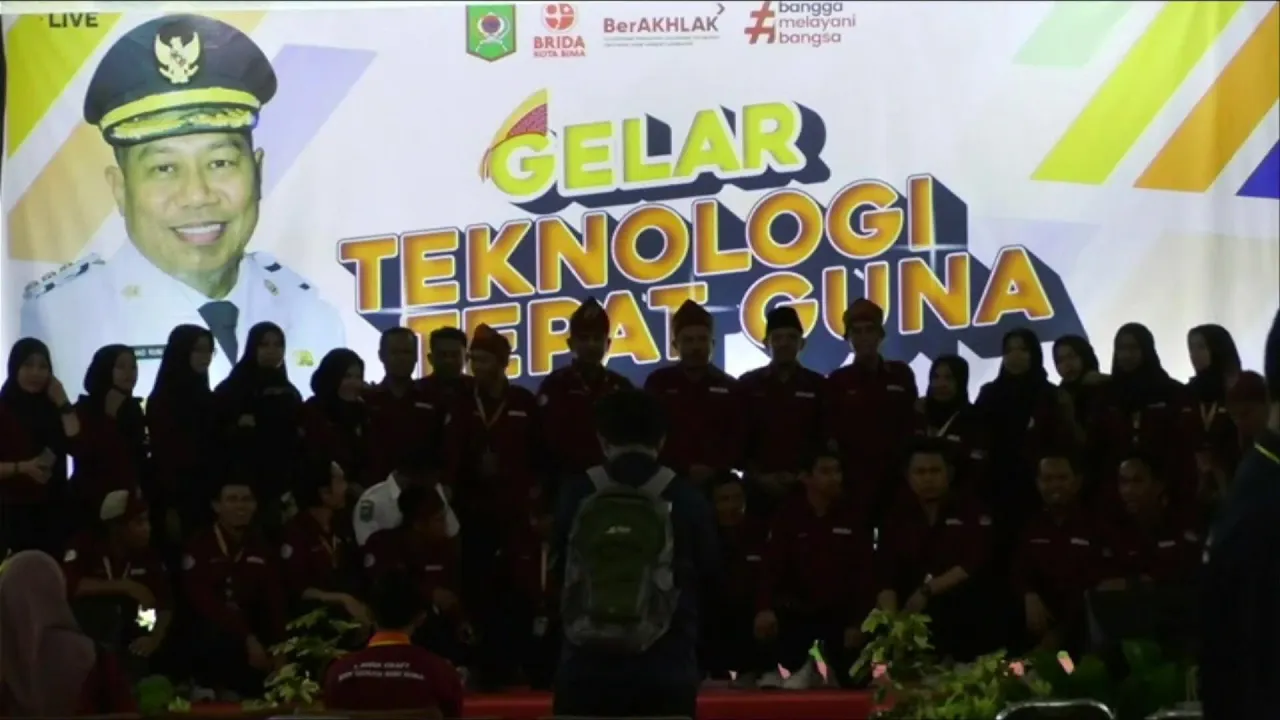 LIVE
BRIDA
KOTA BIMA
BerAKHLAK
#bangga
melayani
bangsa
GELAR
TEKNOLOGI
TEPAT GUNA